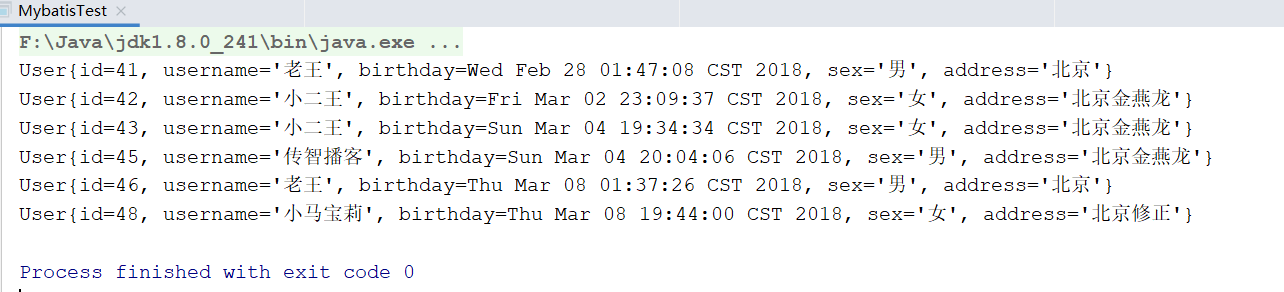 MybatisTest ×
F:\Java\jdk1.8.0_241\bin\java.exe ...
User{id=41, username='老王', birthday=Wed Feb 28 01:47:08 CST 2018, sex='男', address='北京'}
User{id=42, username='小二王', birthday=Fri Mar 02 23:09:37 CST 2018, sex='女', address='北京金燕龙'}
User{id=43, username='小二王', birthday=Sun Mar 04 19:34:34 CST 2018, sex='女', address='北京金燕龙'}
User{id=45, username='传智播客', birthday=Sun Mar 04 20:04:06 CST 2018, sex='男', address='北京金燕龙'}
User{id=46, username='老王', birthday=Thu Mar 08 01:37:26 CST 2018, sex='男', address='北京'}
User{id=48, username='小马宝莉', birthday=Thu Mar 08 19:44:00 CST 2018, sex='女', address='北京修正'}
Process finished with exit code 0